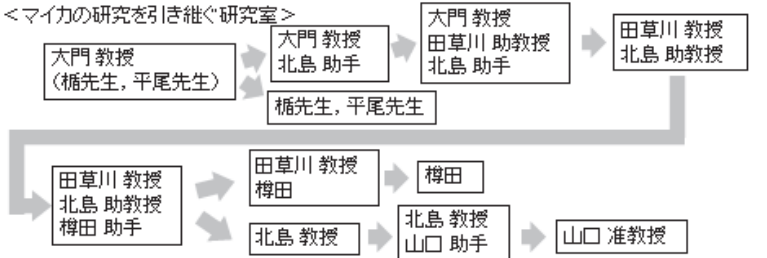 ＜マイカの研究を引き継ぐ研究室＞
大門 教授
（楯先生，平尾先生）
大門 教授
北島 助手
楯先生，平尾先生
大門 教授
田草川 助教授
北島 助手
田草川 教授
北島 助教授
田草川 教授
北島 助教授
樽田 助手
田草川 教授
樽田
樽田
北島 教授
北島 教授
山口 助手
山口 准教授